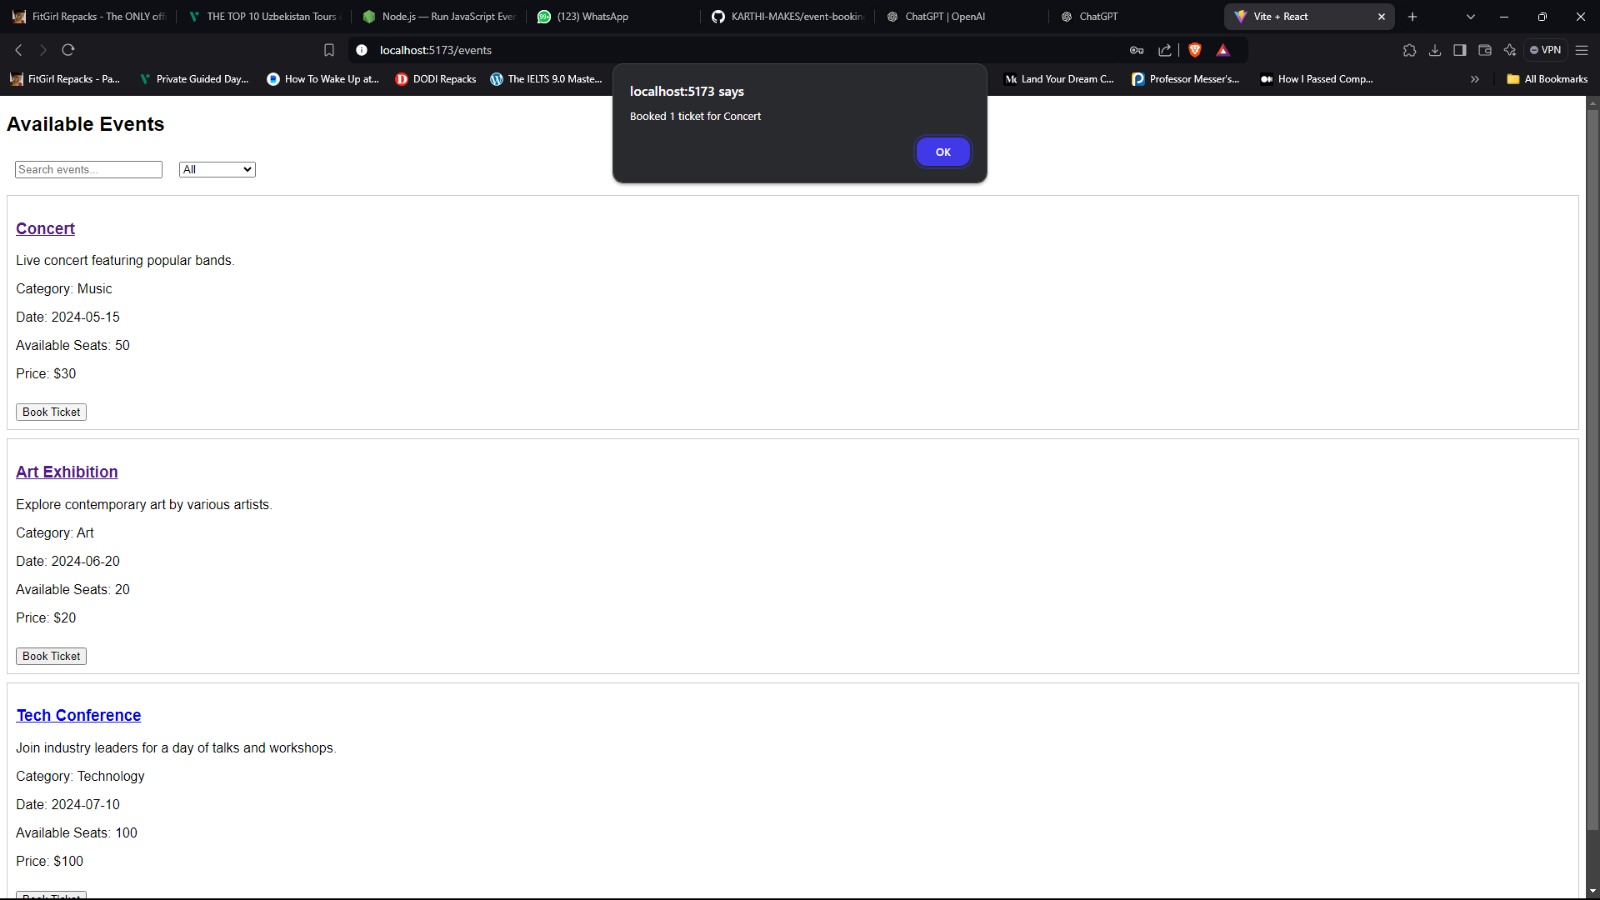 FitGirl Repacks - The ONLY off
THE TOP 10 Uzbekistan Tours
Node.js — Run JavaScript Ever
(123) WhatsApp
KARTHI-MAKES/event-booking
ChatGPT | OpenAI
ChatGPT
Vite + React
localhost:5173/events
VPN
FitGirl Repacks - Pa...
Private Guided Day...
How To Wake Up at...
DODI Repacks
The IELTS 9.0 Maste...
Land Your Dream C...
Professor Messer's...
How I Passed Comp...
All Bookmarks
localhost:5173 says
Booked 1 ticket for Concert
OK
Available Events
Search events...
All
Concert
Live concert featuring popular bands.
Category: Music
Date: 2024-05-15
Available Seats: 50
Price: $30
Book Ticket
Art Exhibition
Explore contemporary art by various artists.
Category: Art
Date: 2024-06-20
Available Seats: 20
Price: $20
Book Ticket
Tech Conference
Join industry leaders for a day of talks and workshops.
Category: Technology
Date: 2024-07-10
Available Seats: 100
Price: $100
Book Ticket